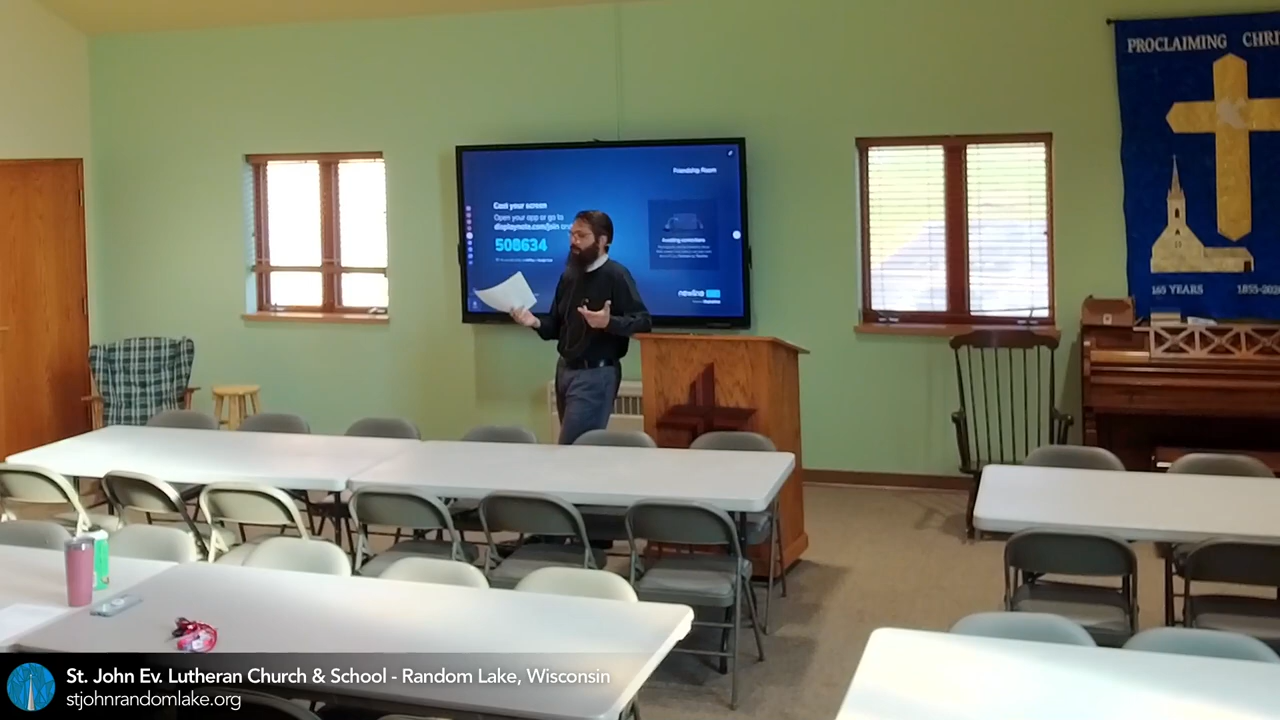 PROCLAIMING CHRI
Friendship Room
Cast your screen
Open your app or go to
displaynote.com/join and
508634
Awaiting connections
newline
165 YEARS 1855-202
St. John Ev. Lutheran Church & School - Random Lake, Wisconsin
stjohnrandomlake.org